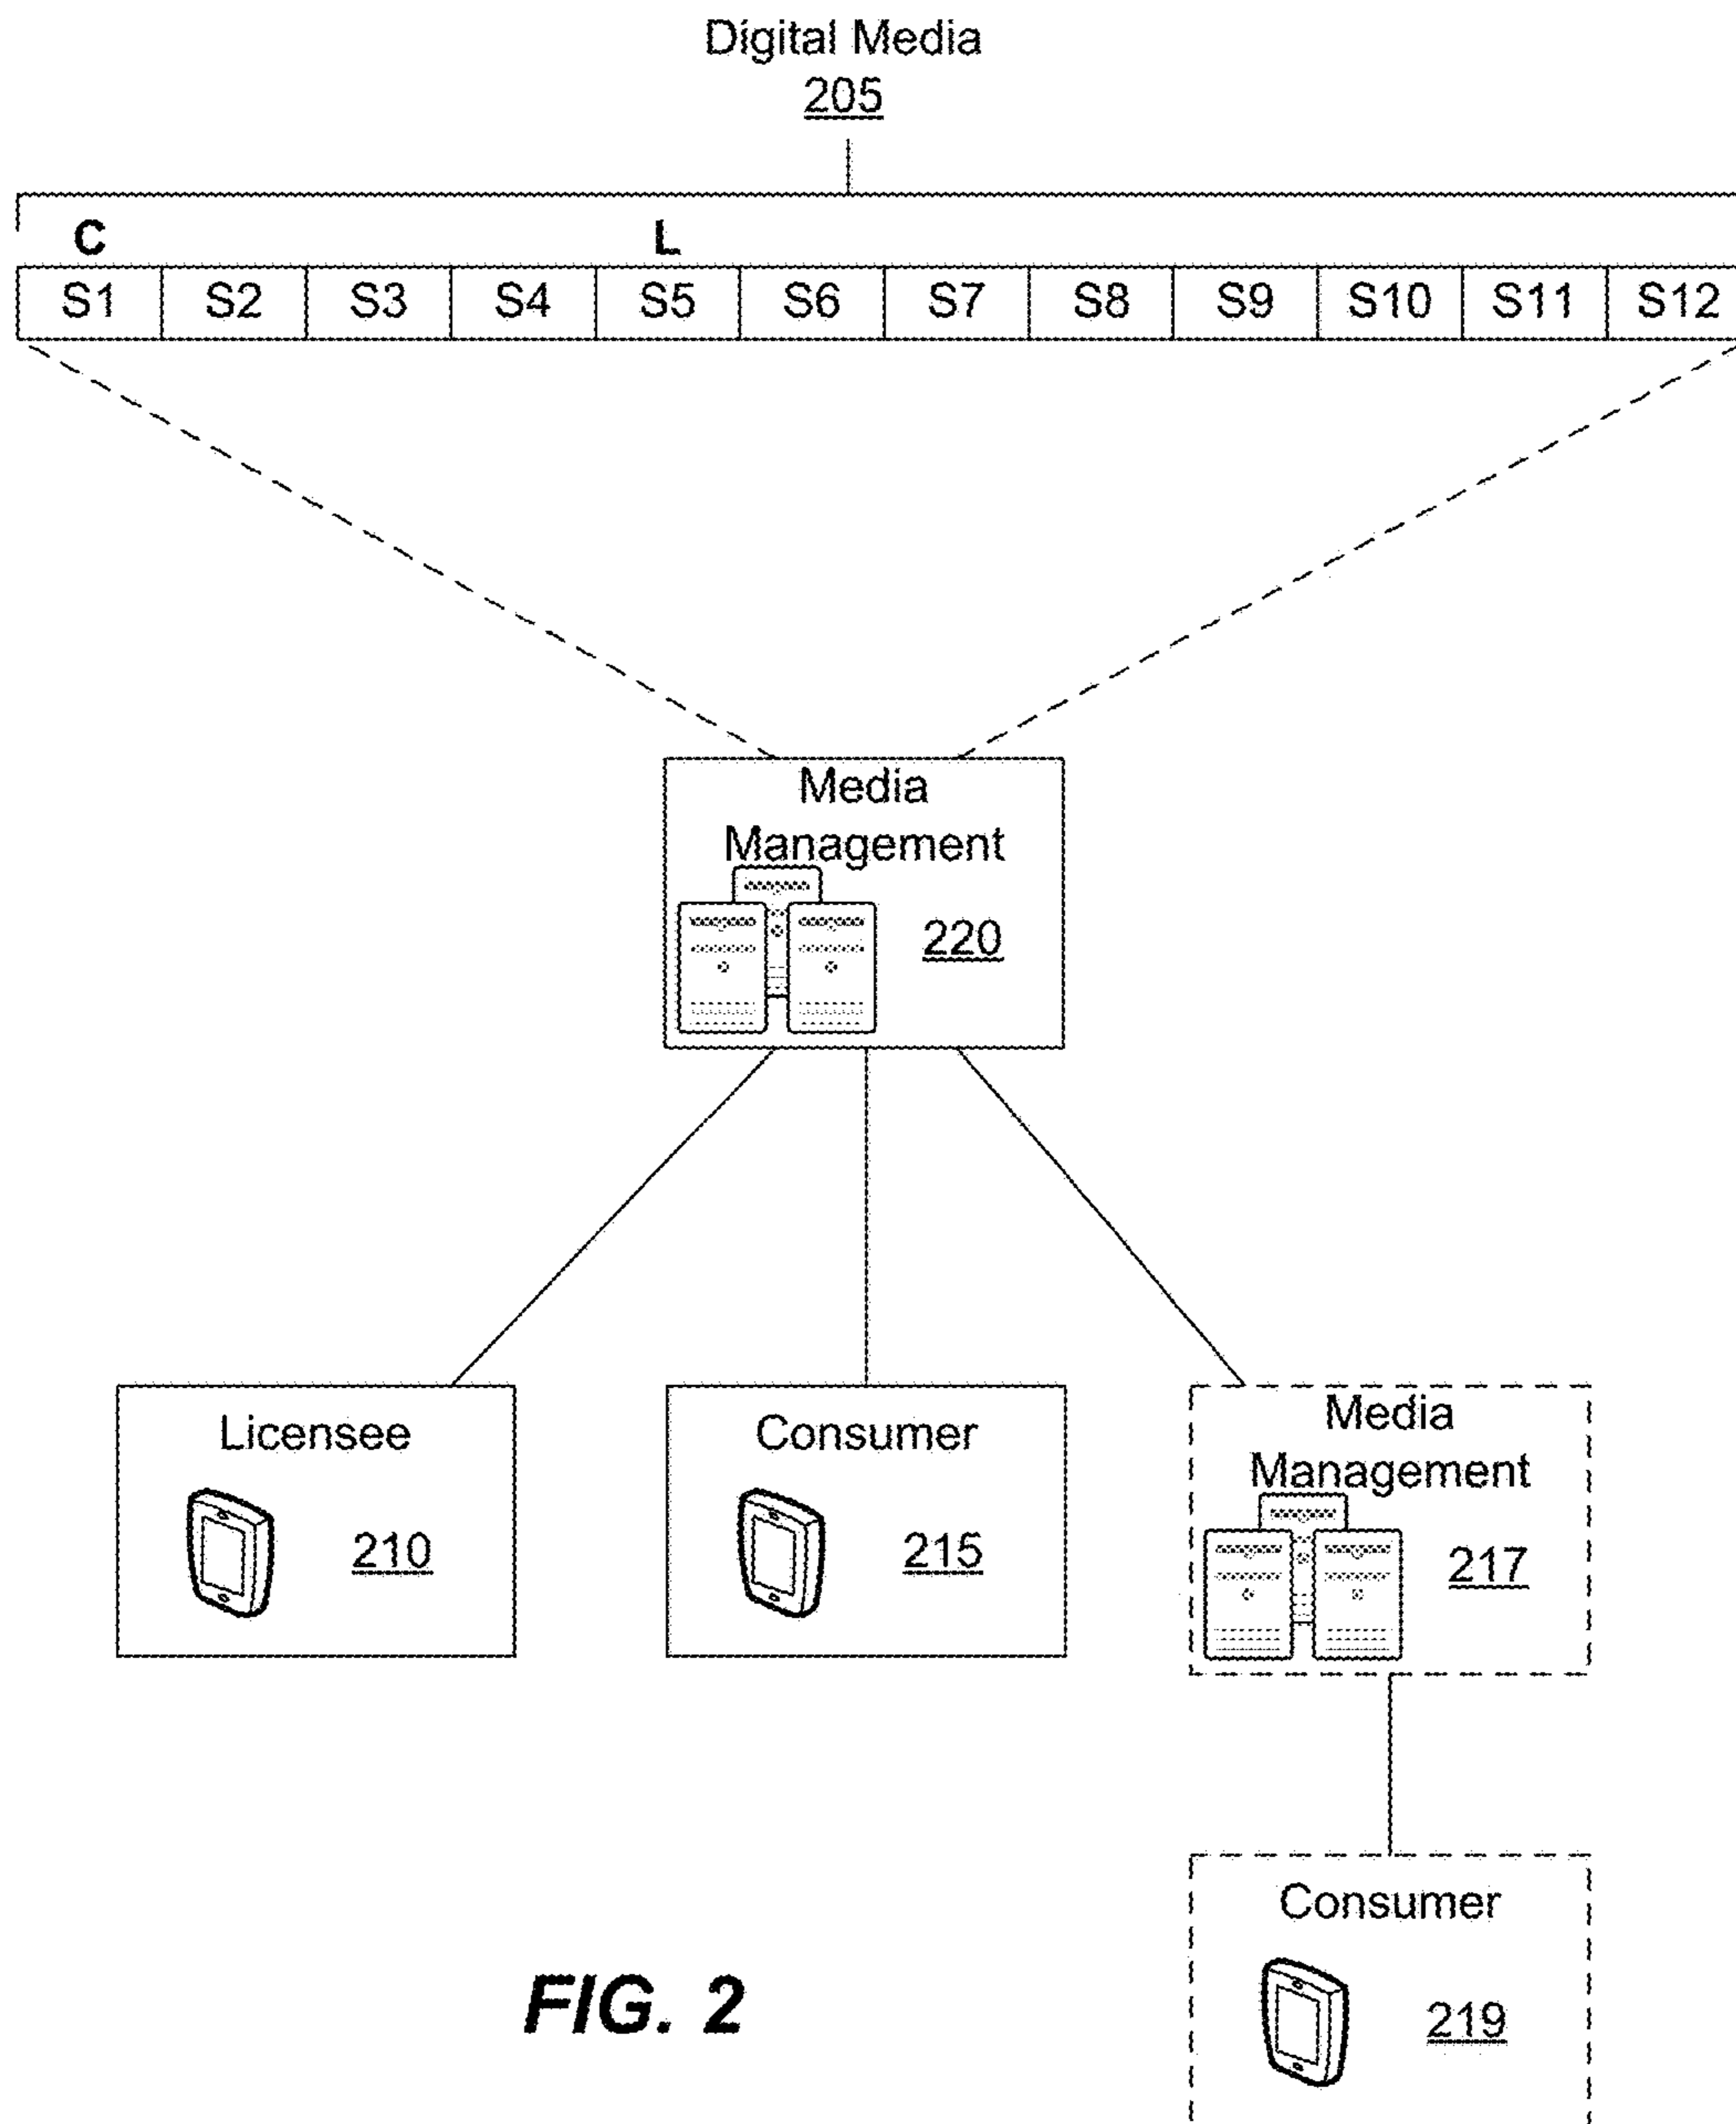 Digital Media
205
C L
S1 S2 S3 S4 S5 S6 S7 S8 S9 S10 S11 S12
Media
Management
220
Licensee
210
Consumer
215
Media
Management
217
Consumer
219
FIG. 2